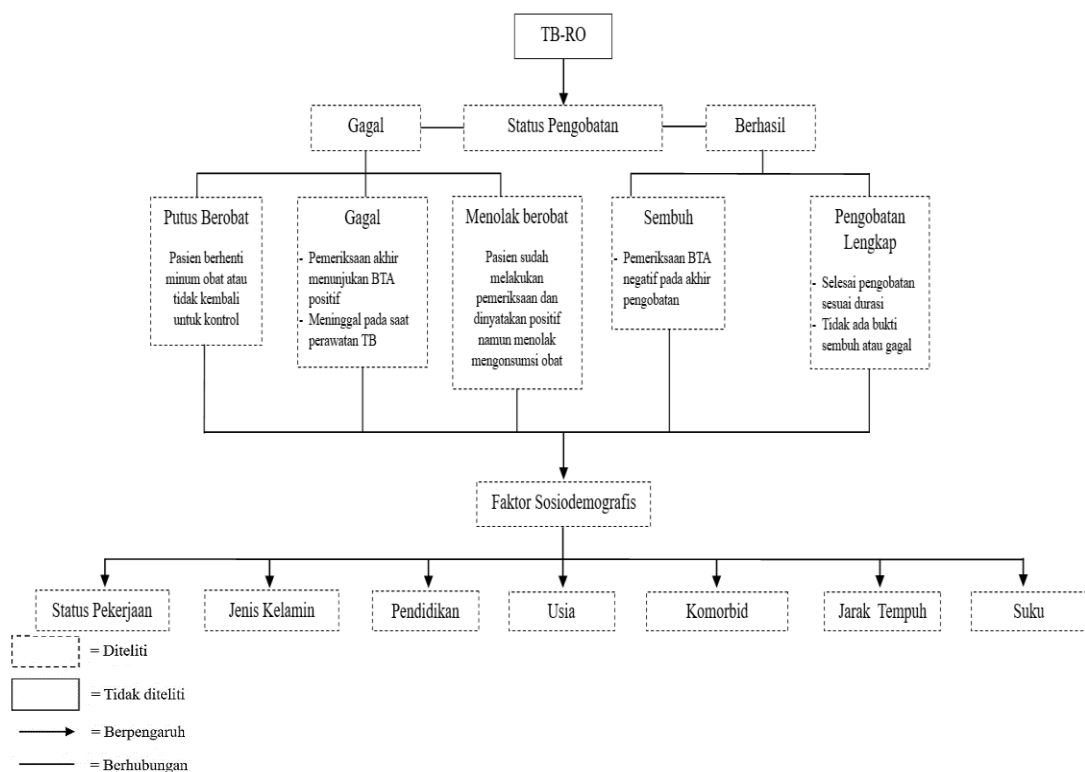 TB-RO
Gagal
Status Pengobatan
Berhasil
Putus Berobat
Pasien berhenti
minum obat atau
tidak kembali
untuk kontrol
Gagal
- Pemeriksaan akhir
menunjukan BTA
positif
- Meninggal pada saat
perawatan TB
Menolak berobat
Pasien sudah
melakukan
pemeriksaan dan
dinyatakan positif
namun menolak
mengonsumsi obat
Sembuh
- Pemeriksaan BTA
negatif pada akhir
pengobatan
Pengobatan
Lengkap
- Selesai pengobatan
sesuai durasi
- Tidak ada bukti
sembuh atau gagal
Faktor Sosiodemografis
Status Pekerjaan
Jenis Kelamin
Pendidikan
Usia
Komorbid
Jarak Tempuh
Suku
= Diteliti
= Tidak diteliti
= Berpengaruh
= Berhubungan